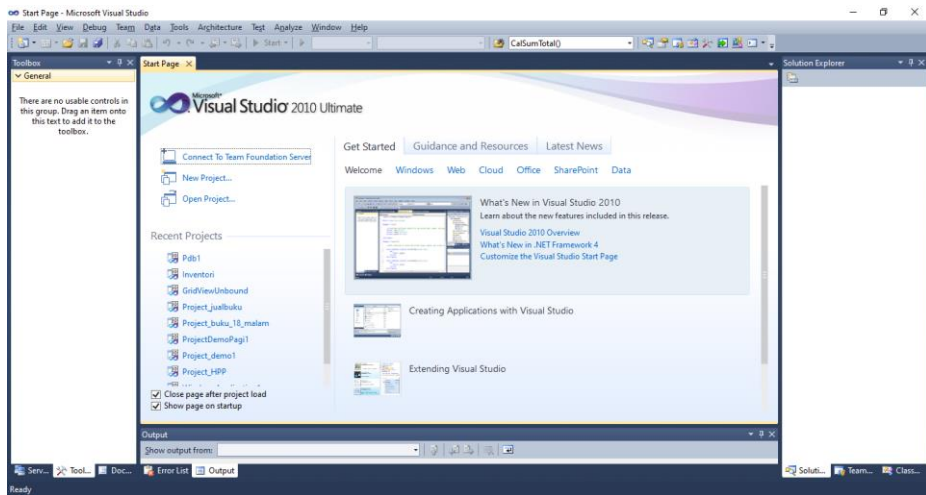 Start Page - Microsoft Visual Studio
File Edit View Debug Team Data Tools Architecture Test Analyze Window Help
Start
CalSumTotal()
Toolbox
General
There are no usable controls in
this group. Drag an item onto
this text to add it to the
toolbox.
Start Page
Microsoft
Visual Studio 2010 Ultimate
Connect To Team Foundation Server
New Project...
Open Project...
Recent Projects
Pdb1
Inventori
GridViewUnbound
Project_jualbuku
Project_buku_18_malam
ProjectDemoPagi1
Project_demo1
Project_HPP
Close page after project load
Show page on startup
Get Started Guidance and Resources Latest News
Welcome Windows Web Cloud Office SharePoint Data
What's New in Visual Studio 2010
Learn about the new features included in this release.
Visual Studio 2010 Overview
What's New in .NET Framework 4
Customize the Visual Studio Start Page
Creating Applications with Visual Studio
Extending Visual Studio
Solution Explorer
Output
Show output from:
Serv... Tool... Doc... Error List Output
Soluti... Team... Class...
Ready